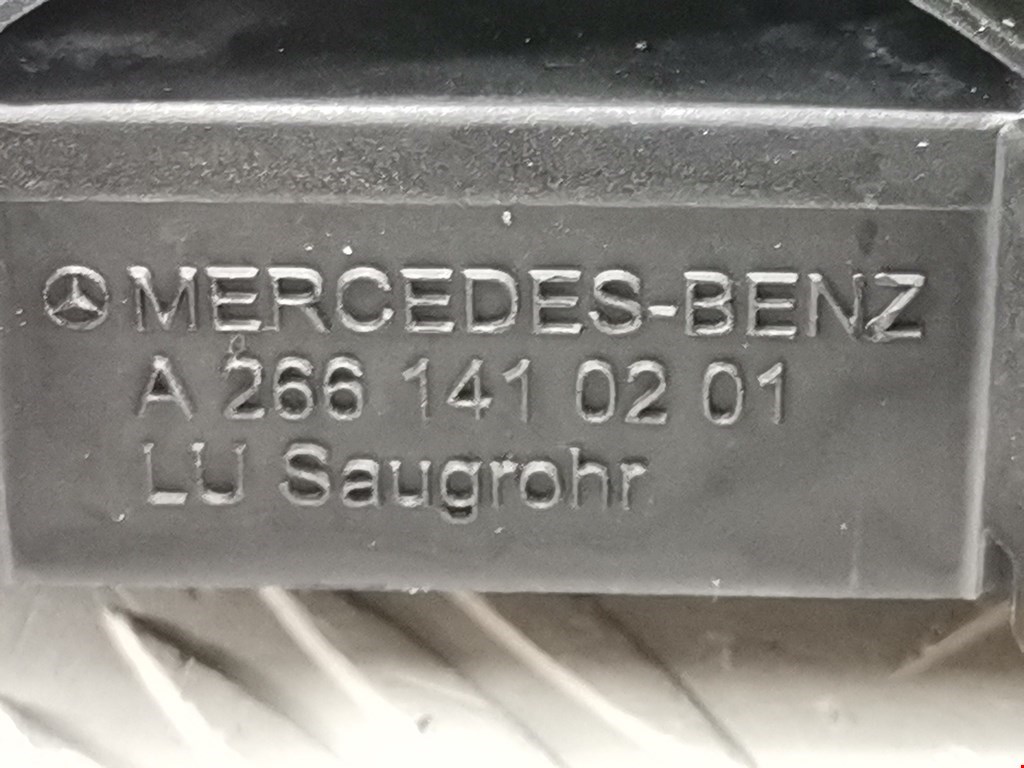 MERCEDES-BENZ
A 266 141 02 01
LU Saugrohr